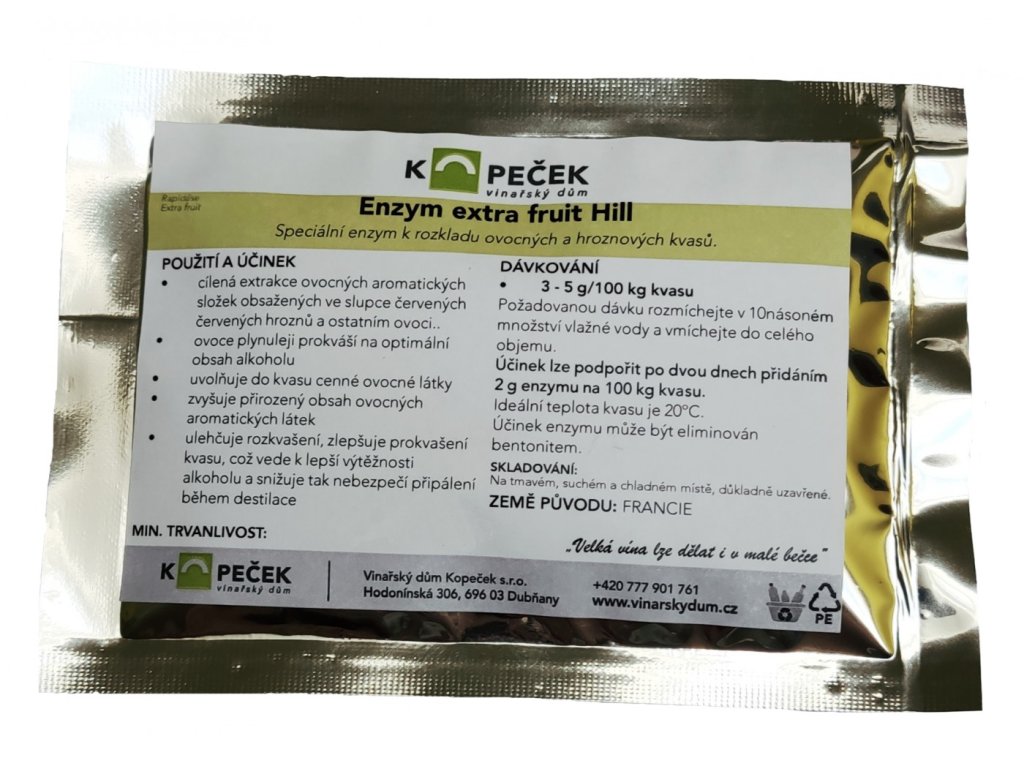 K PEČEK
vinařský dům
Rapidase
Extra fruit
Enzym extra fruit Hill
Speciální enzym k rozkladu ovocných a hroznových kvasů.
POUŽITÍ A ÚČINEK
• cílená extrakce ovocných aromatických
složek obsažených ve slupce červených
červených hroznů a ostatním ovoci..
• ovoce plynuleji prokváší na optimální
obsah alkoholu
• uvolňuje do kvasu cenné ovocné látky
• zvyšuje přirozený obsah ovocných
aromatických látek
• ulehčuje rozkvašení, zlepšuje prokvašení
kvasu, což vede k lepší výtěžnosti
alkoholu a snižuje tak nebezpečí připálení
během destilace
MIN. TRVANLIVOST:
DÁVKOVÁNÍ
• 3 - 5 g/100 kg kvasu
Požadovanou dávku rozmíchejte v 10násoném
množství vlažné vody a vmíchejte do celého
objemu.
Účinek lze podpořit po dvou dnech přidáním
2 g enzymu na 100 kg kvasu.
Ideální teplota kvasu je 20°C.
Účinek enzymu může být eliminován
bentonitem.
SKLADOVÁNÍ:
Na tmavém, suchém a chladném místě, důkladně uzavřené.
ZEMĚ PŮVODU: FRANCIE
„Velká vína lze dělat i v malé bečce"
K PEČEK
vinařský dům
Vinařský dům Kopeček s.r.o.
Hodonínská 306, 696 03 Dubňany
+420 777 901 761
www.vinarskydum.cz
PE